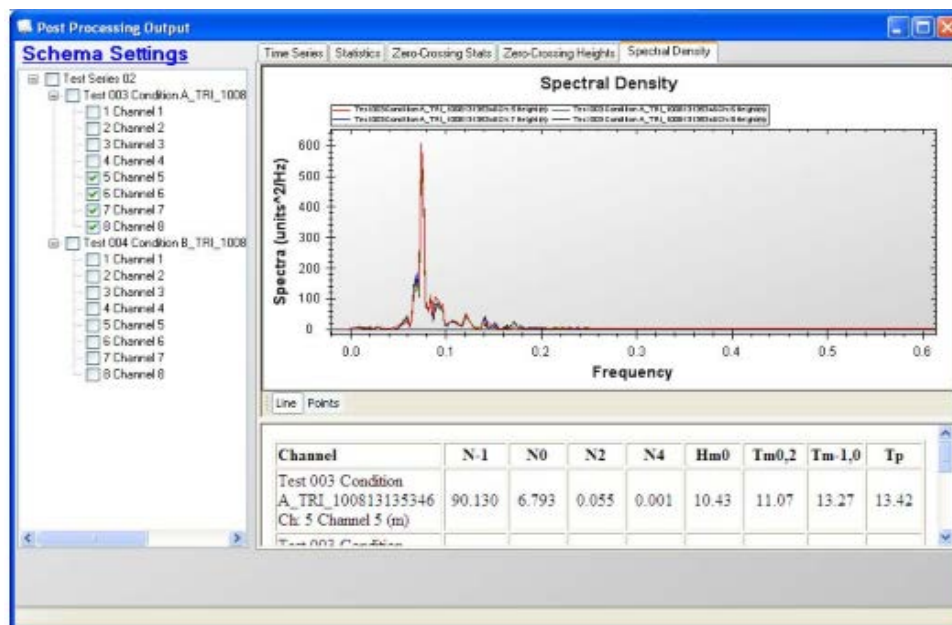 Post Processing Output
Schema Settings
Test Series 02
Test 003 Condition A_TRI_1008
1 Channel 1
2 Channel 2
3 Channel 3
4 Channel 4
5 Channel 5
6 Channel 6
7 Channel 7
8 Channel 8
Test 004 Condition B_TRI_1008
1 Channel 1
2 Channel 2
3 Channel 3
4 Channel 4
5 Channel 5
6 Channel 6
7 Channel 7
8 Channel 8
Time Series Statistics Zero-Crossing Stats Zero-Crossing Heights Spectral Density
Spectral Density
Spectra (units^2/Hz)
600
500
400
300
200
100
0
0.0 0.1 0.2 0.3 0.4 0.5 0.6
Frequency
Line Points
Channel N-1 N0 N2 N4 Hm0 Tm0,2 Tm-1,0 Tp
Test 003 Condition
A_TRI_100813135346 90.130 6.793 0.055 0.001 10.43 11.07 13.27 13.42
Ch: 5 Channel 5 (m)
Test 003 Condition